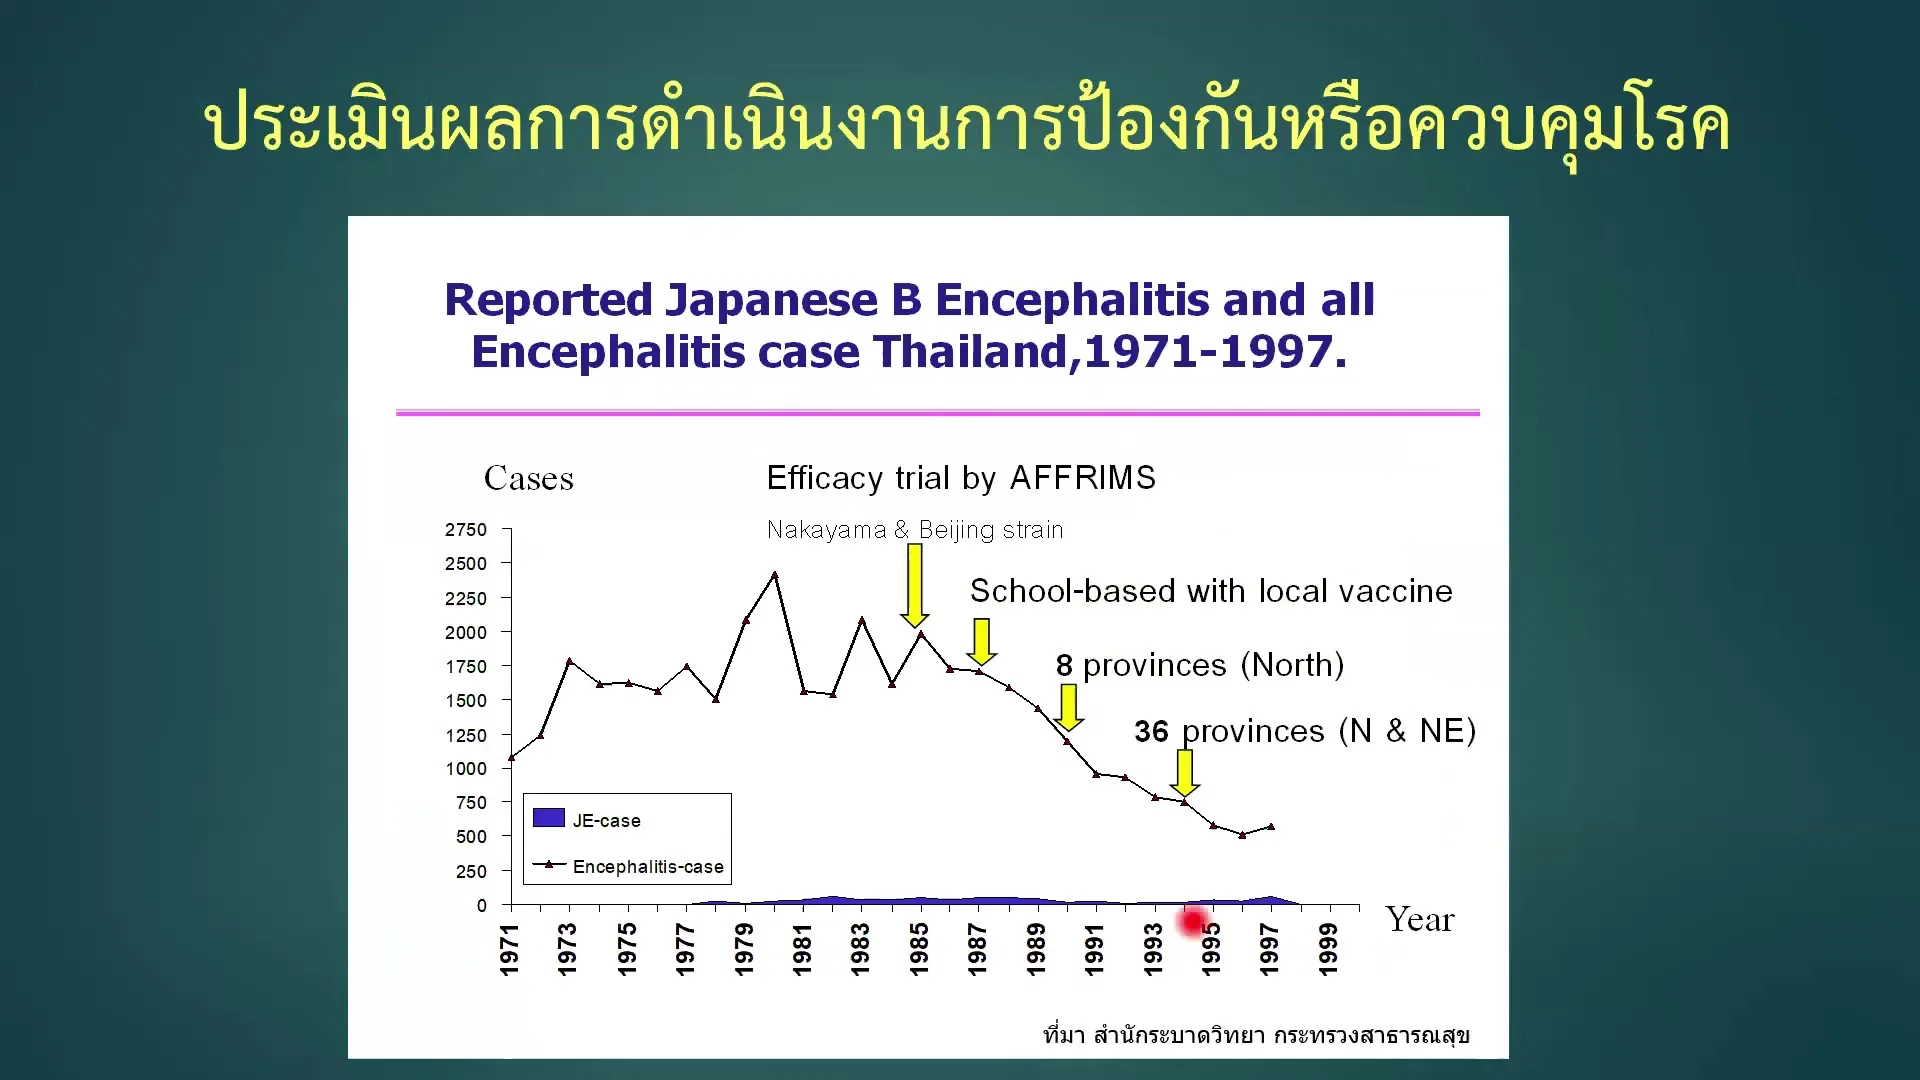 ประเมินผลการดำเนินงานการป้องกันหรือควบคุมโรค
Reported Japanese B Encephalitis and all
Encephalitis case Thailand,1971-1997.
Cases
Efficacy trial by AFFRIMS
Nakayama & Beijing strain
School-based with local vaccine
8 provinces (North)
36 provinces (N & NE)
2750
2500
2250
2000
1750
1500
1250
1000
750
500
250
0
JE-case
Encephalitis-case
1971 1973 1975 1977 1979 1981 1983 1985 1987 1989 1991 1993 1995 1997 1999
Year
ที่มา สำนักระบาดวิทยา กระทรวงสาธารณสุข